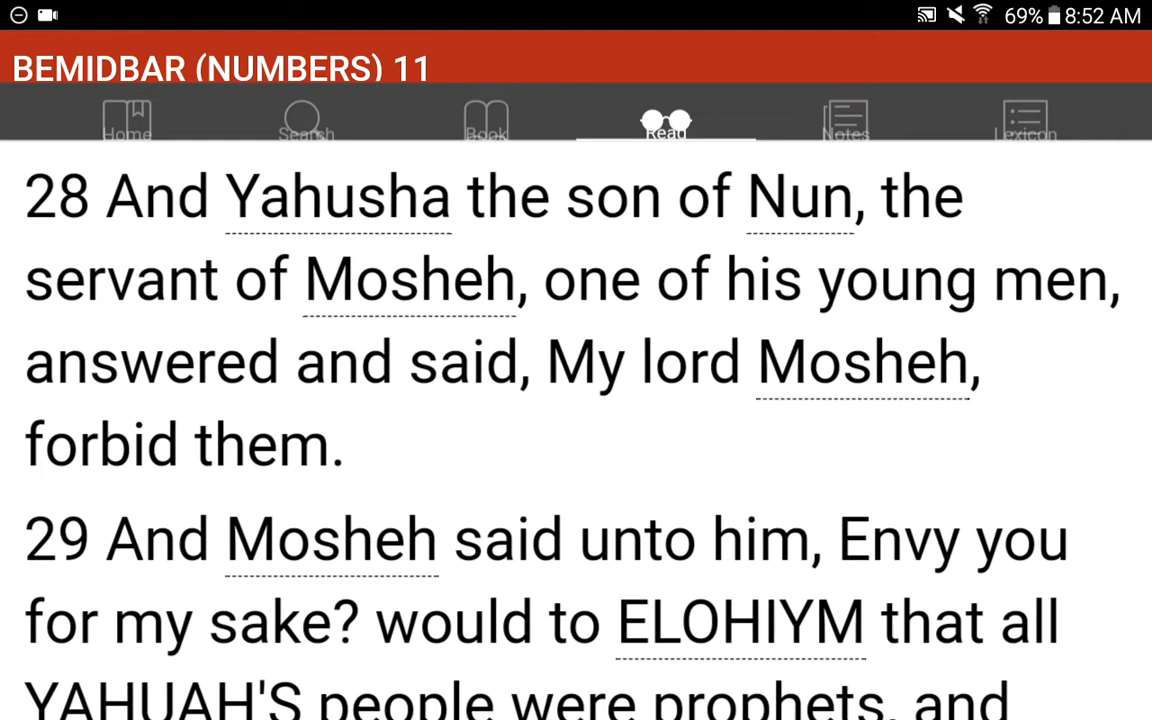 69% 8:52 AM
BEMIDBAR (NUMBERS) 11
Home Search Book Read Notes Lexicon
28 And Yahusha the son of Nun, the
servant of Mosheh, one of his young men,
answered and said, My lord Mosheh,
forbid them.
29 And Mosheh said unto him, Envy you
for my sake? would to ELOHIYM that all
YAHUAH'S people were prophets, and